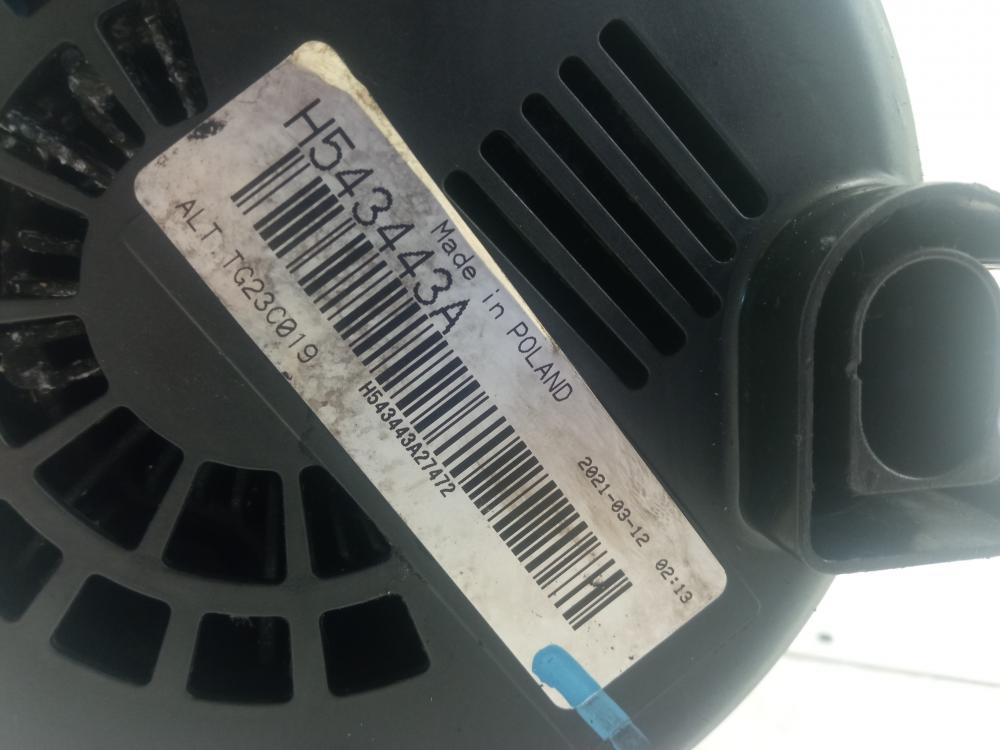 Made in POLAND
H543443A
ALT TG23C019
H543443A27472
2021-03-12 02:13